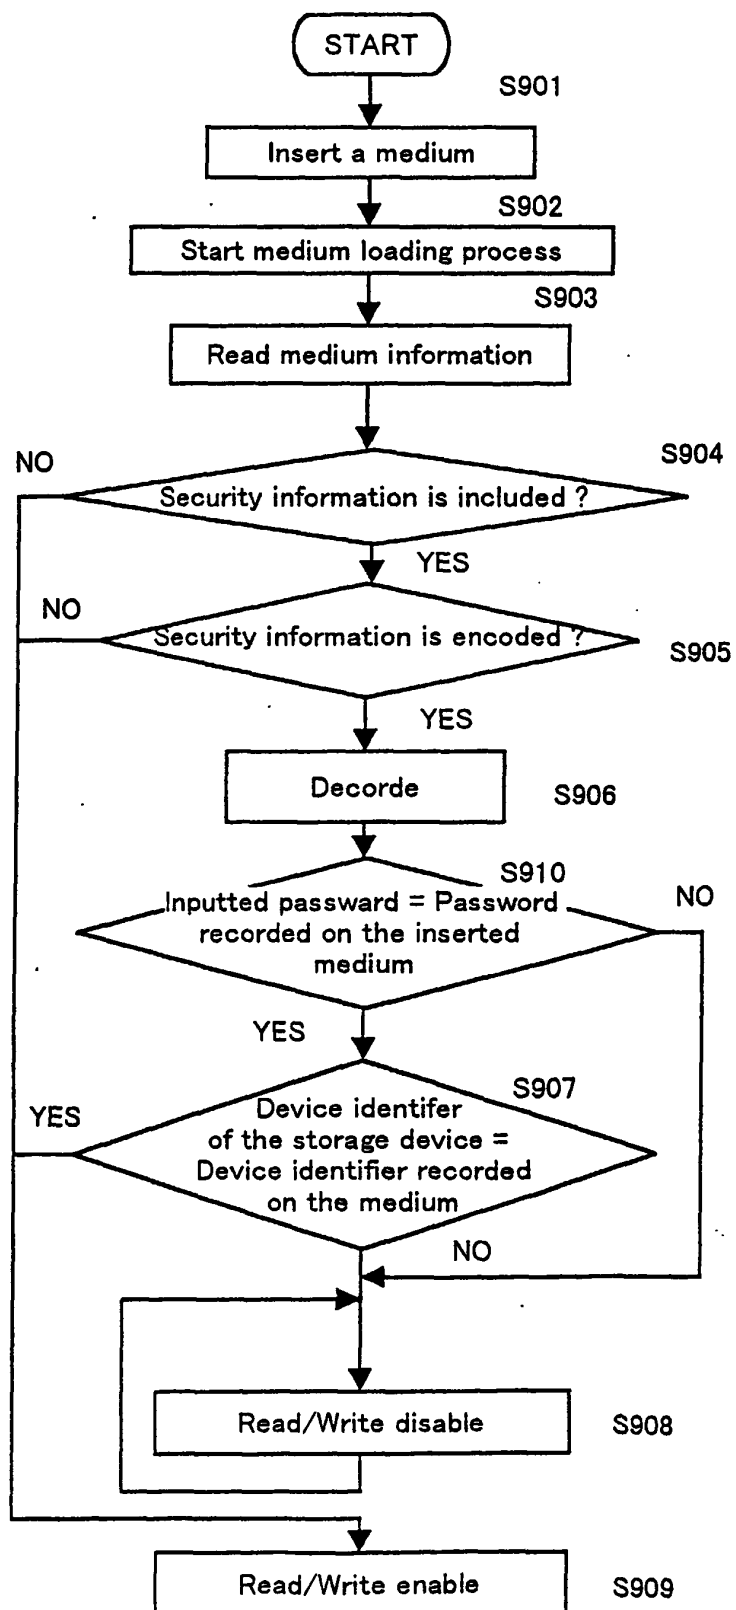 START
S901
Insert a medium
S902
Start medium loading process
S903
Read medium information
NO
S904
Security information is included ?
YES
NO
Security information is encoded ?
S905
YES
Decorde
S906
S910
NO
Inputted passward = Password
recorded on the inserted
medium
YES
S907
YES
Device identifer
of the storage device =
Device identifier recorded
on the medium
NO
Read/Write disable
S908
Read/Write enable
S909